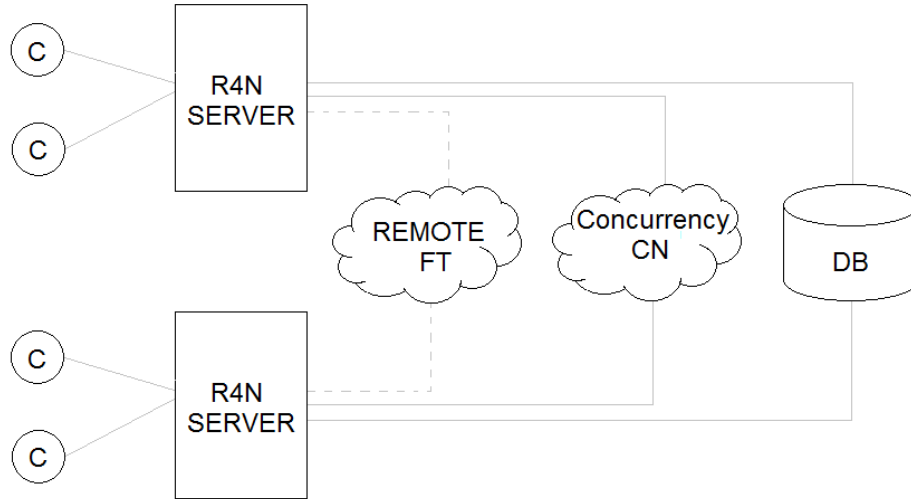 C
R4N
SERVER
C
REMOTE
FT
Concurrency
CN
DB
C
R4N
SERVER
C